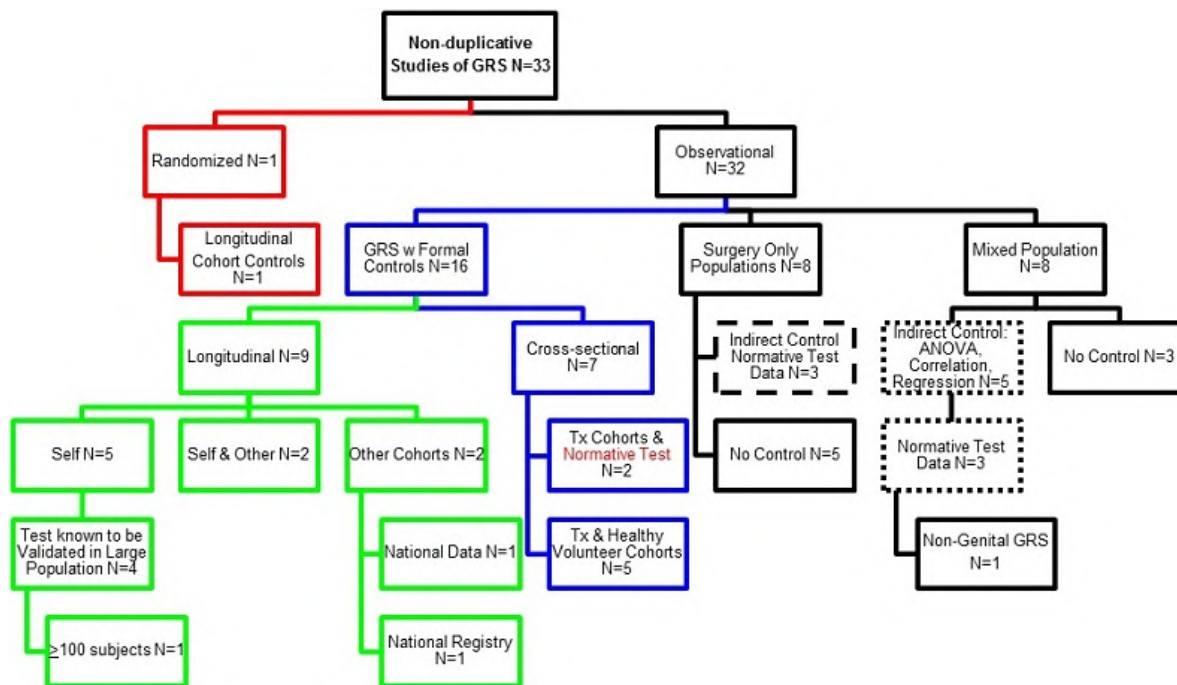 Non-duplicative
Studies of GRS N=33
Randomized N=1
Observational
N=32
Longitudinal
Cohort Controls
N=1
GRS w Formal
Controls N=16
Surgery Only
Populations N=8
Mixed Population
N=8
Longitudinal N=9
Cross-sectional
N=7
Indirect Control
Normative Test
Data N=3
Indirect Control:
ANOVA,
Correlation,
Regression N=5
No Control N=3
Self N=5
Self & Other N=2
Other Cohorts N=2
Tx Cohorts &
Normative Test
N=2
No Control N=5
Normative Test
Data N=3
Test known to be
Validated in Large
Population N=4
National Data N=1
Tx & Healthy
Volunteer Cohorts
N=5
Non-Genital GRS
N=1
≥100 subjects N=1
National Registry
N=1